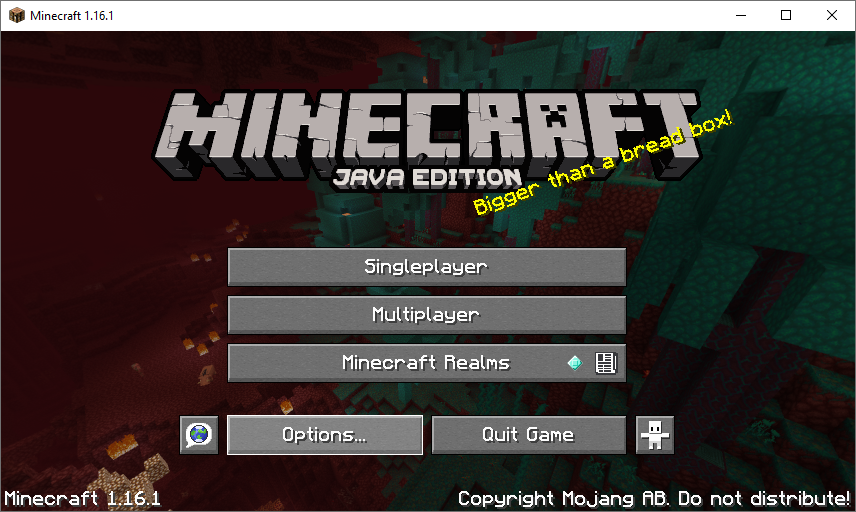 Minecraft 1.16.1
MINECRAFT
JAVA EDITION
Bigger than a bread box!
Singleplayer
Multiplayer
Minecraft Realms
Options...
Quit Game
Minecraft 1.16.1
Copyright Mojang AB. Do not distribute!